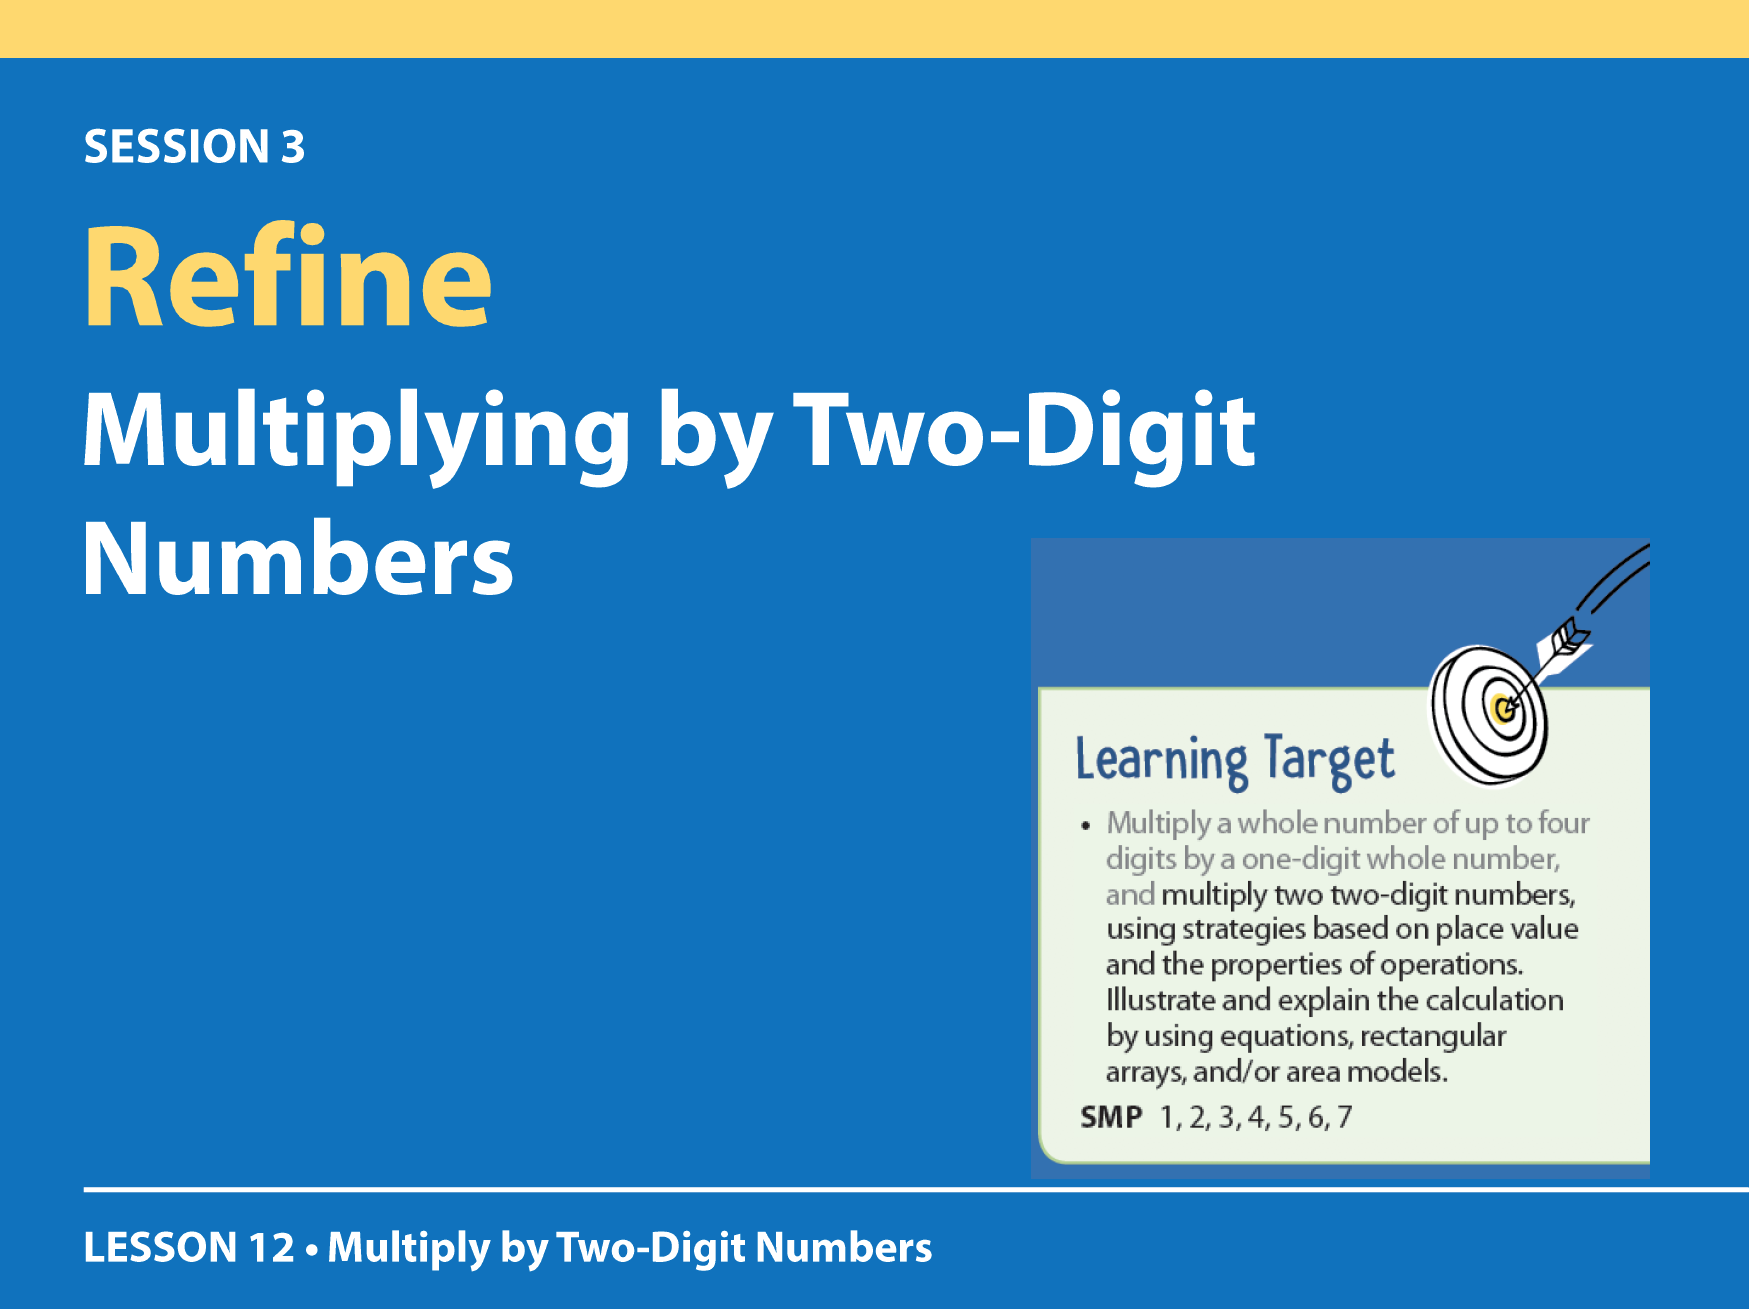 SESSION 3
Refine
Multiplying by Two-Digit
Numbers
Learning Target
• Multiply a whole number of up to four
digits by a one-digit whole number,
and multiply two two-digit numbers,
using strategies based on place value
and the properties of operations.
Illustrate and explain the calculation
by using equations, rectangular
arrays, and/or area models.
SMP 1, 2, 3, 4, 5, 6, 7
LESSON 12 • Multiply by Two-Digit Numbers